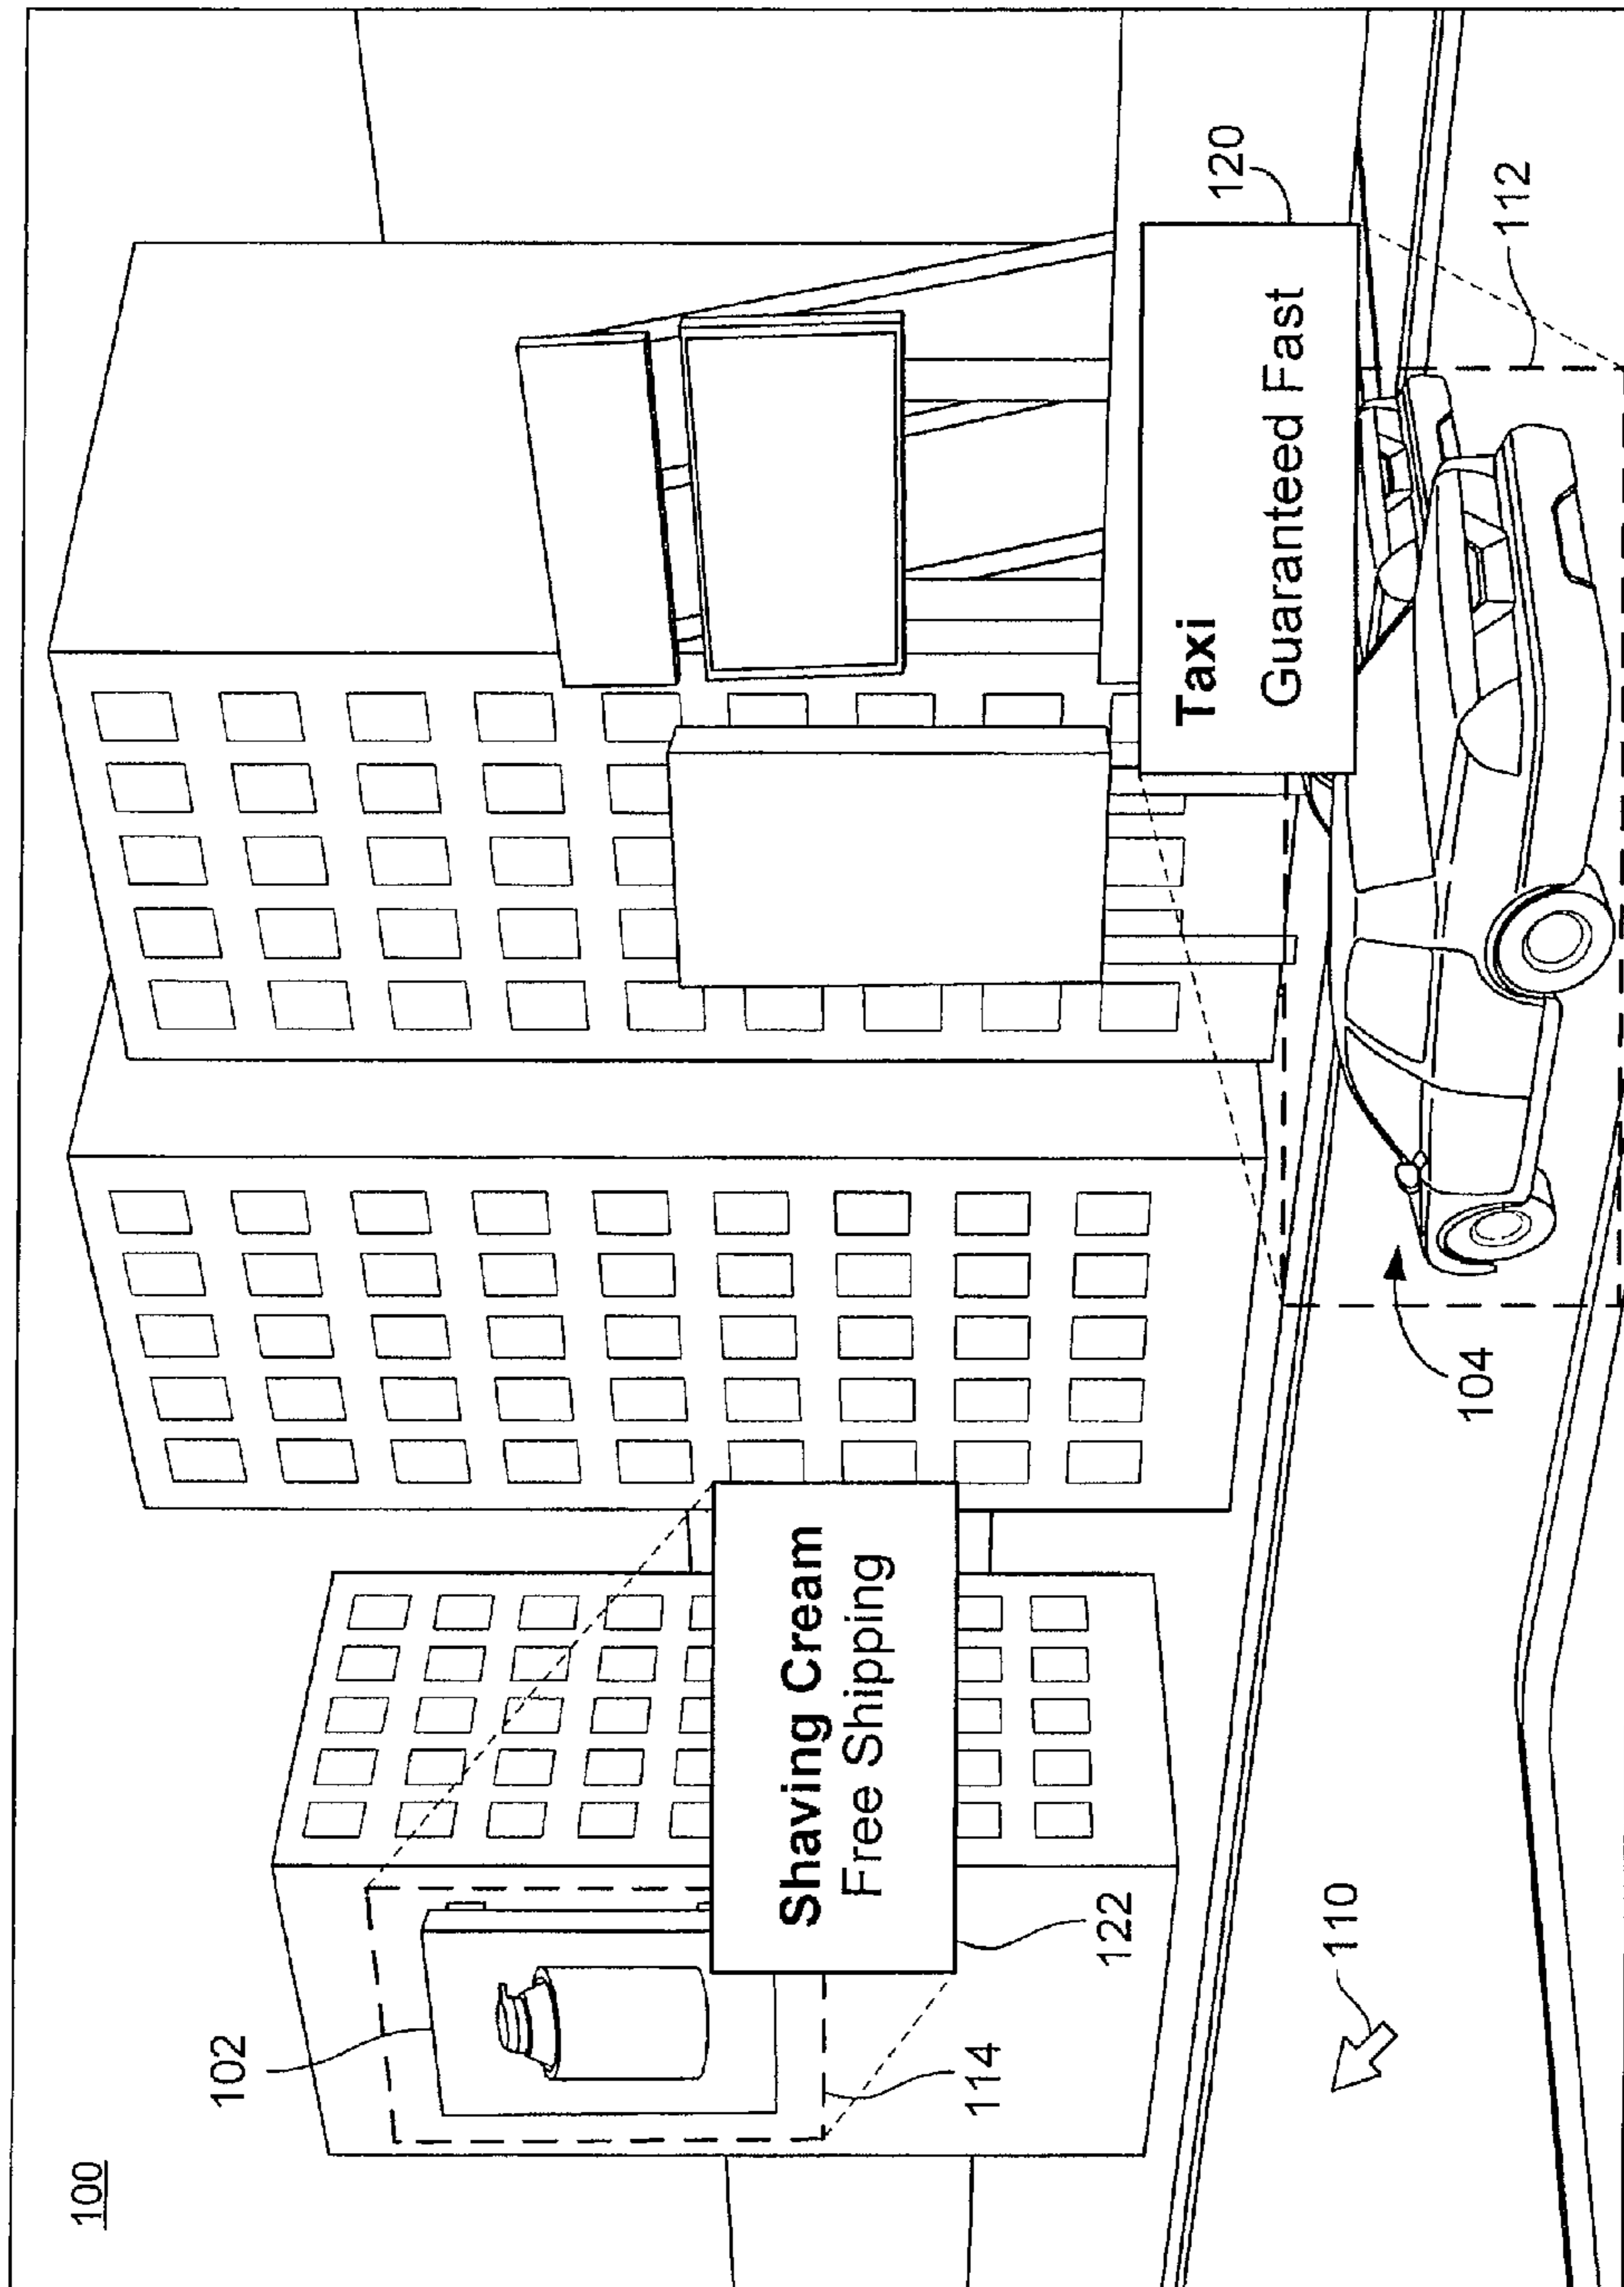 100
102
114
122
Shaving Cream
Free Shipping
110
104
Taxi
Guaranteed Fast
120
112